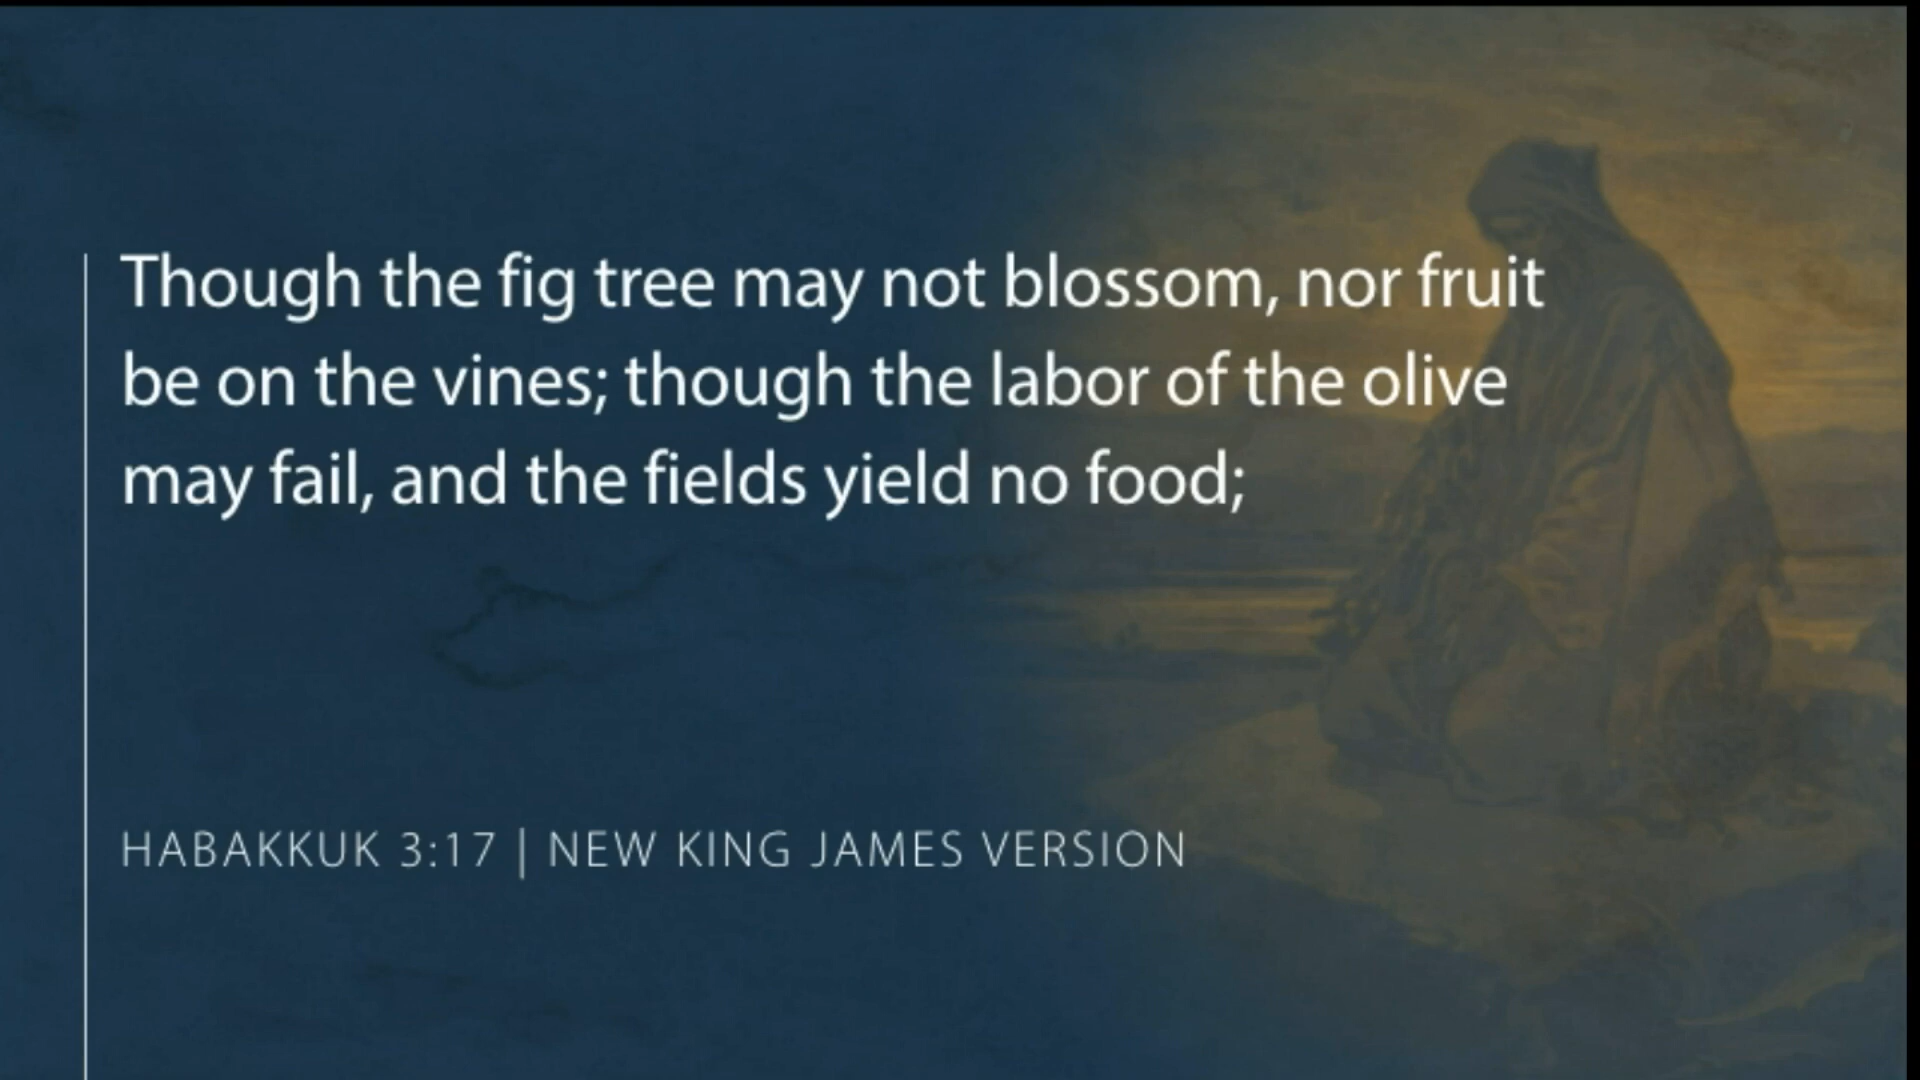 Though the fig tree may not blossom, nor fruit
be on the vines; though the labor of the olive
may fail, and the fields yield no food;
HABAKKUK 3:17 | NEW KING JAMES VERSION